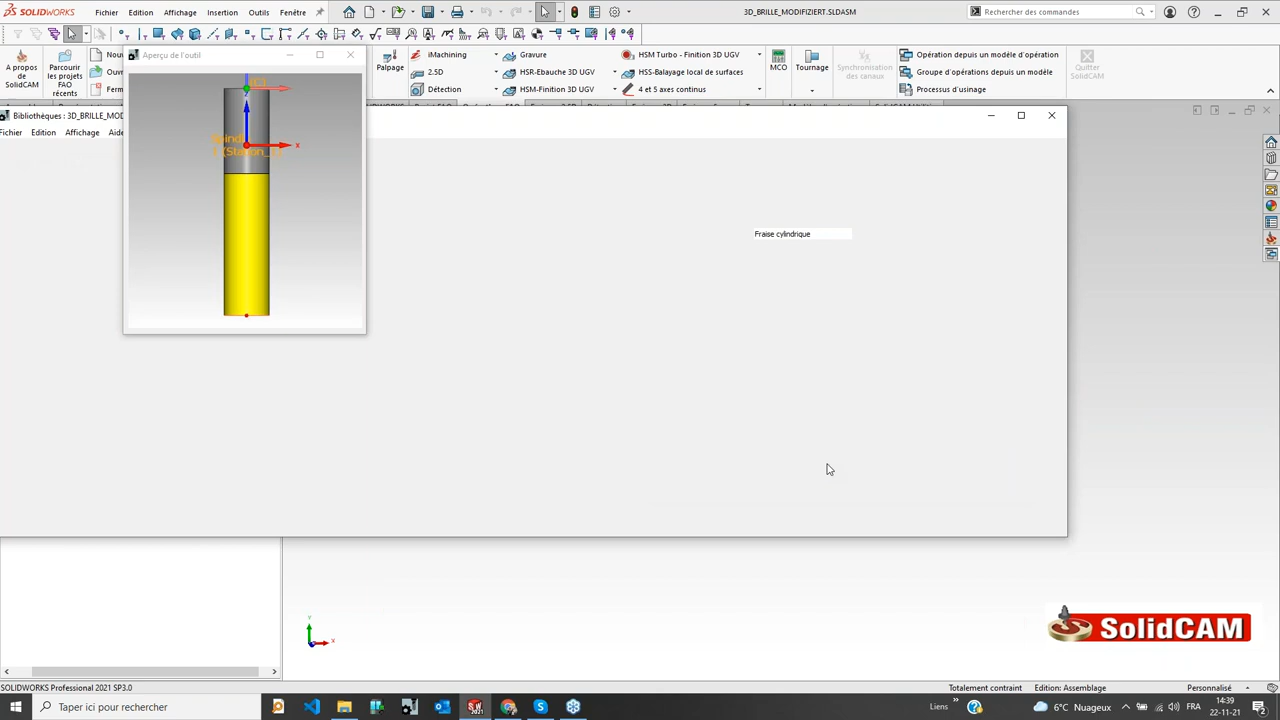 SOLIDWORKS
Fichier Edition Affichage Insertion Outils Fenêtre
3D_BRILLE_MODIFIZIERT.SLDASM
Rechercher des commandes
A propos de SolidCAM
Parcourir les projets FAO récents
Aperçu de l'outil
Palpage
iMachining
2.5D
Détection
Gravure
HSR-Ebauche 3D UGV
HSM-Finition 3D UGV
HSM Turbo - Finition 3D UGV
HSS-Balayage local de surfaces
4 et 5 axes continus
MCO
Tournage
Synchronisation des canaux
Opération depuis un modèle d'opération
Groupe d'opérations depuis un modèle
Processus d'usinage
Quitter SolidCAM
Bibliothèques : 3D_BRILLE_MOD
Fichier Edition Affichage Aide
x
Fraise cylindrique
Y
X
SolidCAM
SOLIDWORKS Professional 2021 SP3.0
Totalement contraint
Edition: Assemblage
Personnalisé
Taper ici pour rechercher
Liens
6°C Nuageux
FRA
14:39
22-11-21